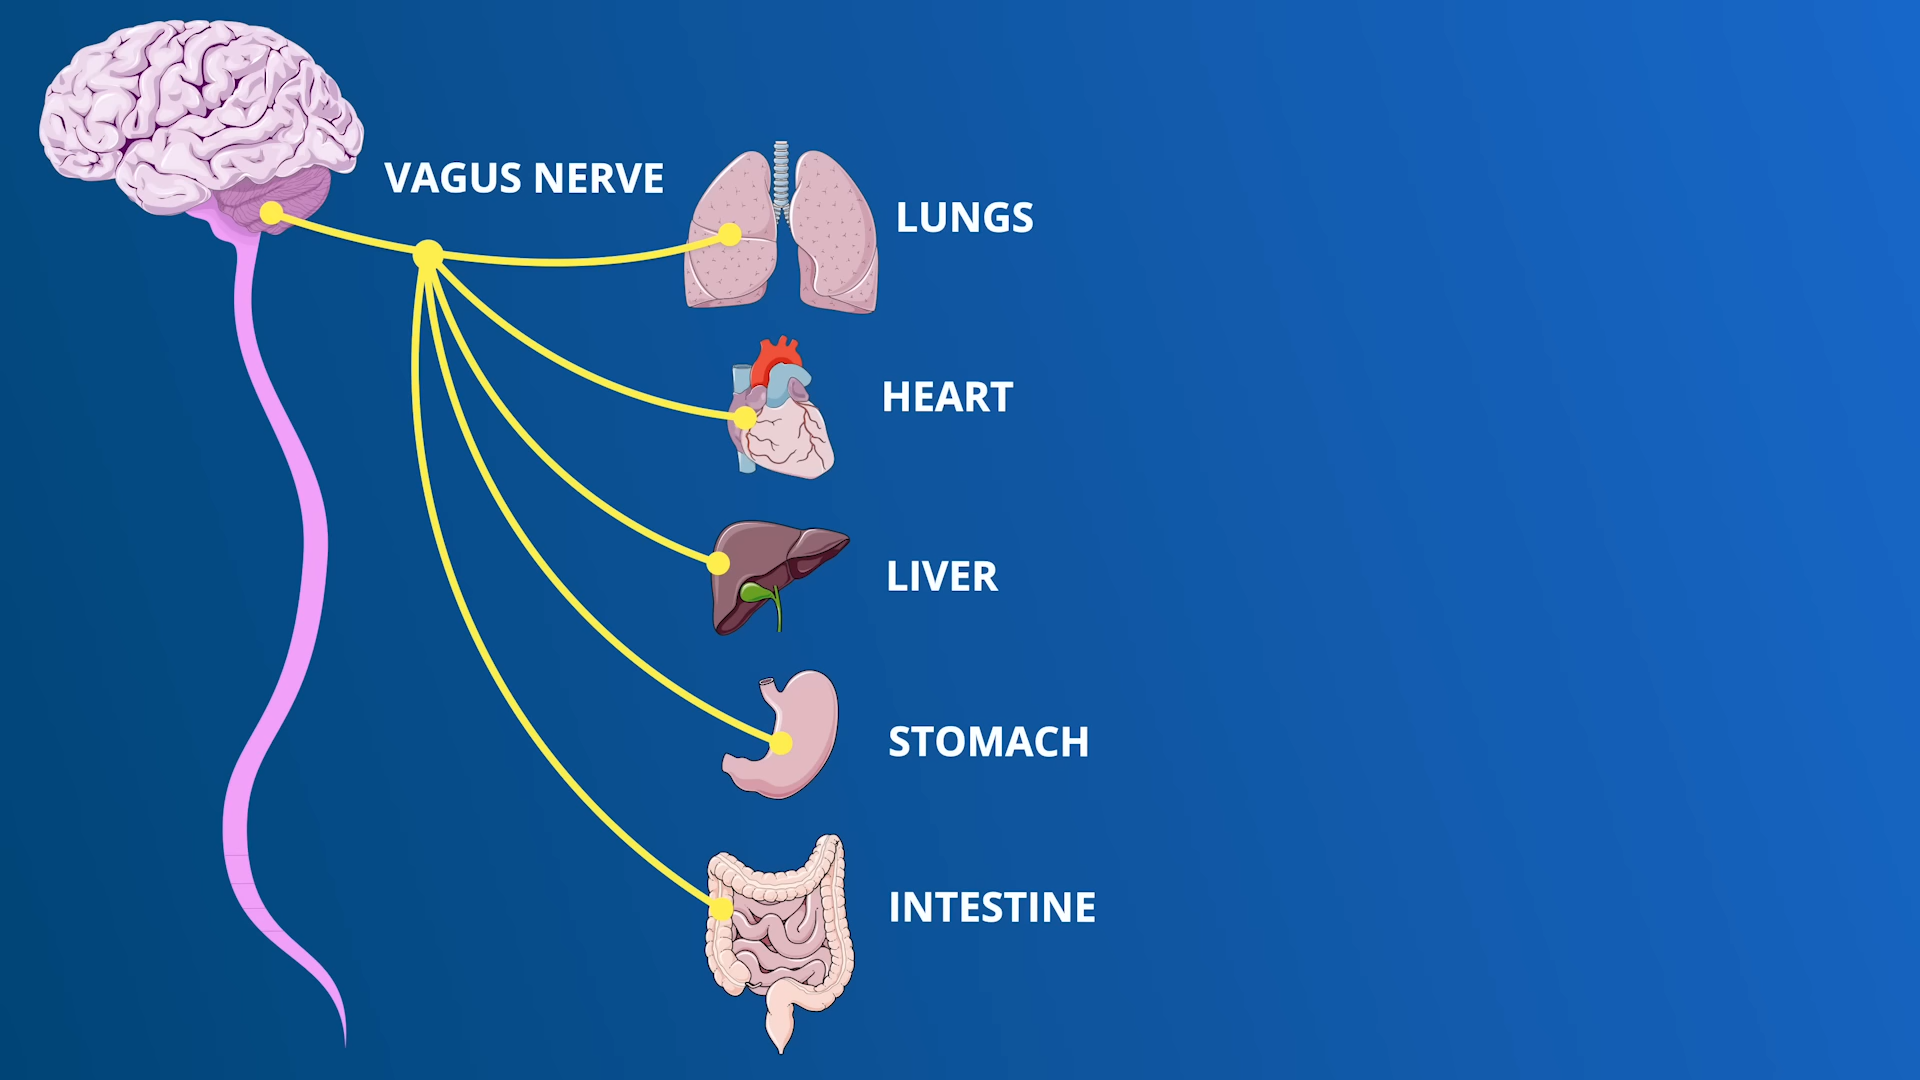 VAGUS NERVE
LUNGS
HEART
LIVER
STOMACH
INTESTINE